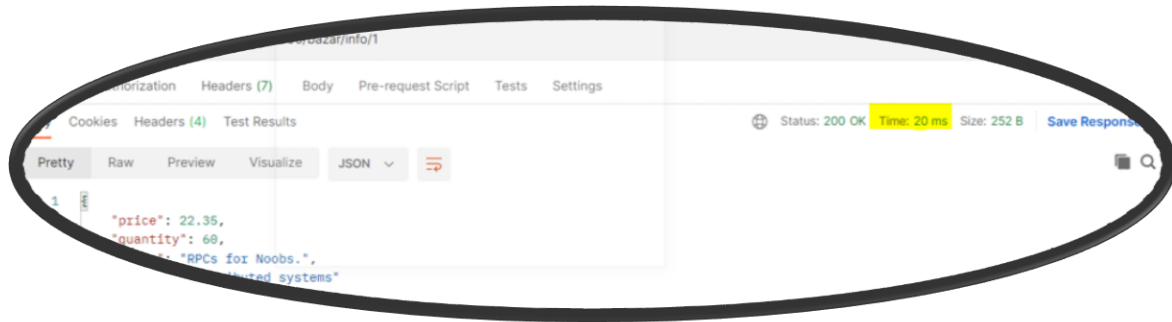 /bazar/info/1
Headers (7) Body Pre-request Script Tests Settings
Cookies Headers (4) Test Results Status: 200 OK Time: 20 ms Size: 252 B Save Response
Pretty Raw Preview Visualize JSON
1
"price": 22.35,
"quantity": 60,
": "RPCs for Noobs.",
systems"